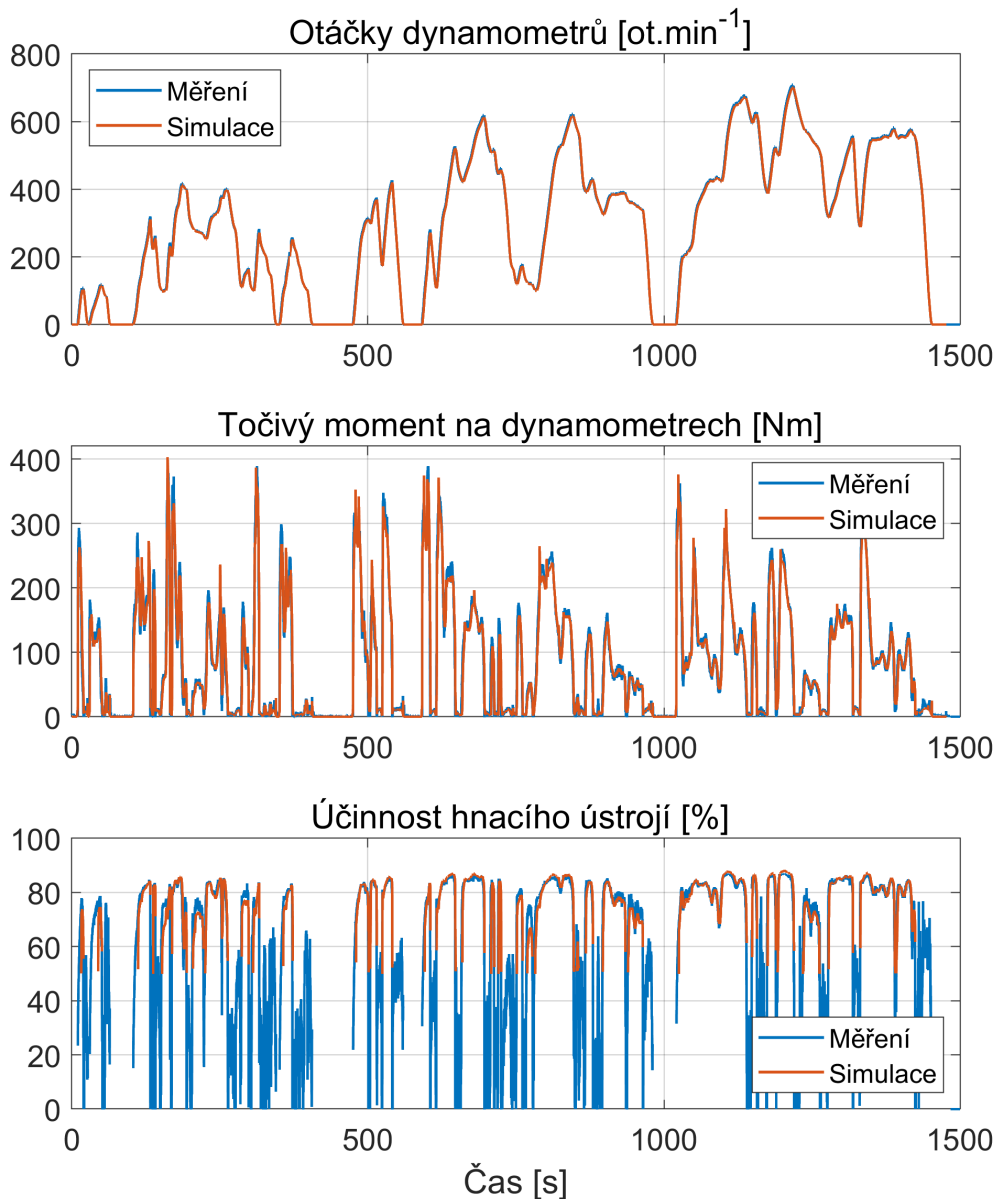 Otáčky dynamometrů [ot.min-1]
800
600
400
200
0
Měření
Simulace
0 500 1000 1500
Točivý moment na dynamometrech [Nm]
400
300
200
100
0
Měření
Simulace
0 500 1000 1500
Účinnost hnacího ústrojí [%]
100
80
60
40
20
0
Měření
Simulace
0 500 1000 1500
Čas [s]